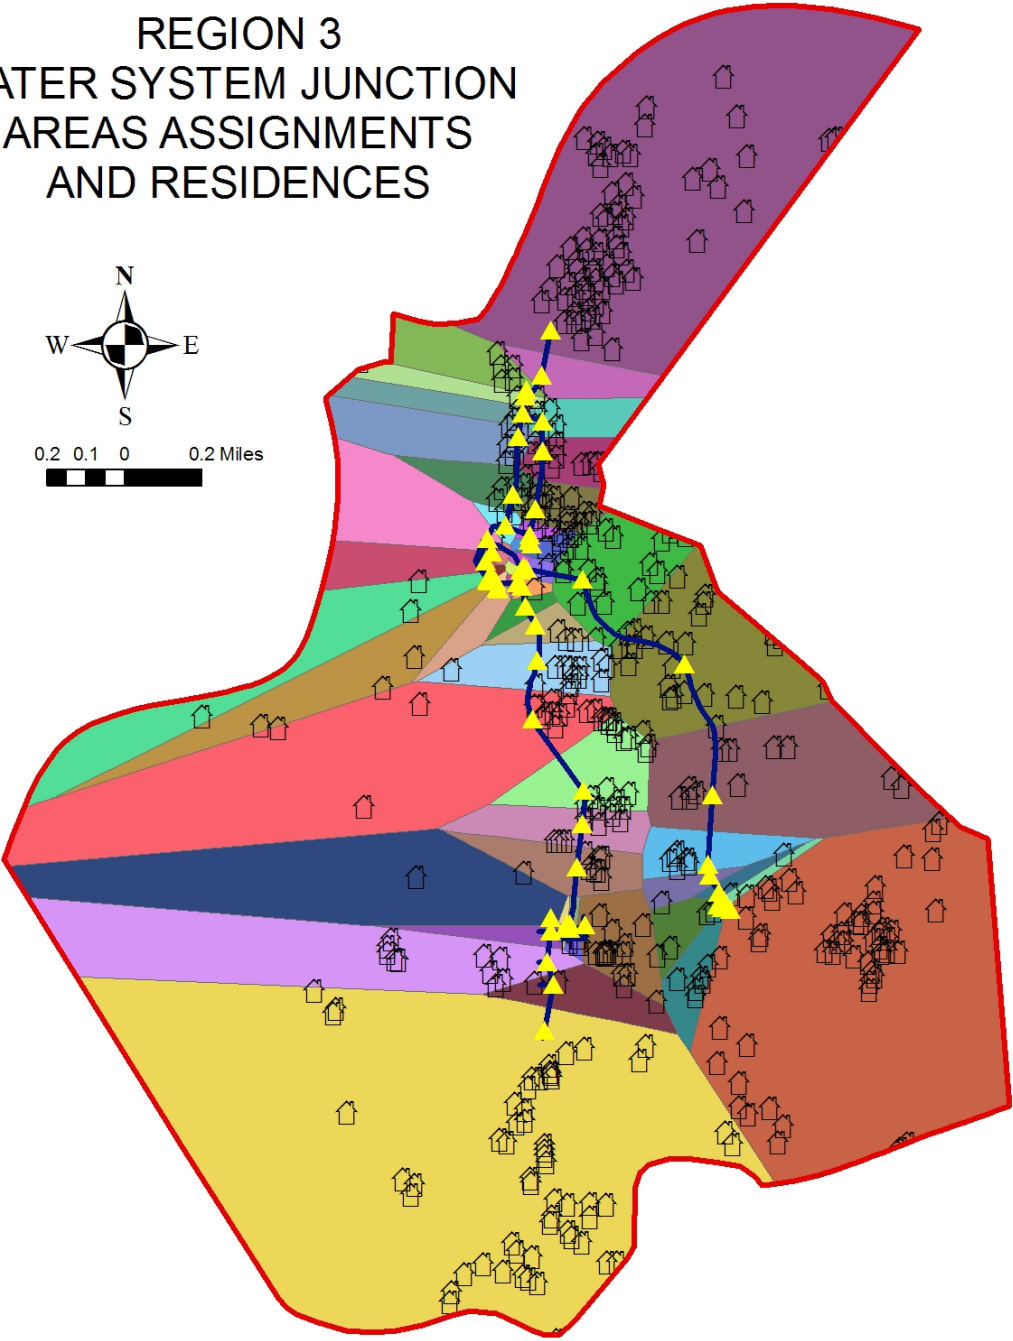 REGION 3
ATER SYSTEM JUNCTION
AREAS ASSIGNMENTS
AND RESIDENCES
N
W E
S
0.2 0.1 0 0.2 Miles